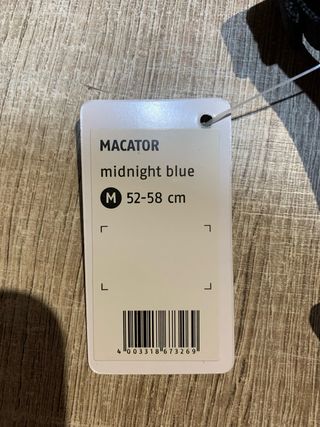 MACATOR
midnight blue
M 52-58 cm
4 003318 673269